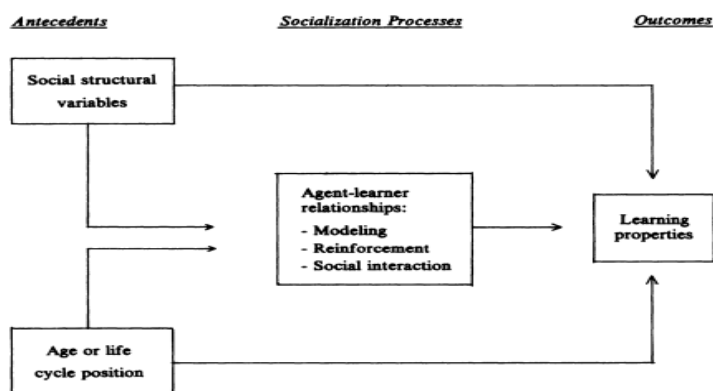 Antecedents
Socialization Processes
Outcomes
Social structural
variables
Agent-learner
relationships:
- Modeling
- Reinforcement
- Social interaction
Learning
properties
Age or life
cycle position